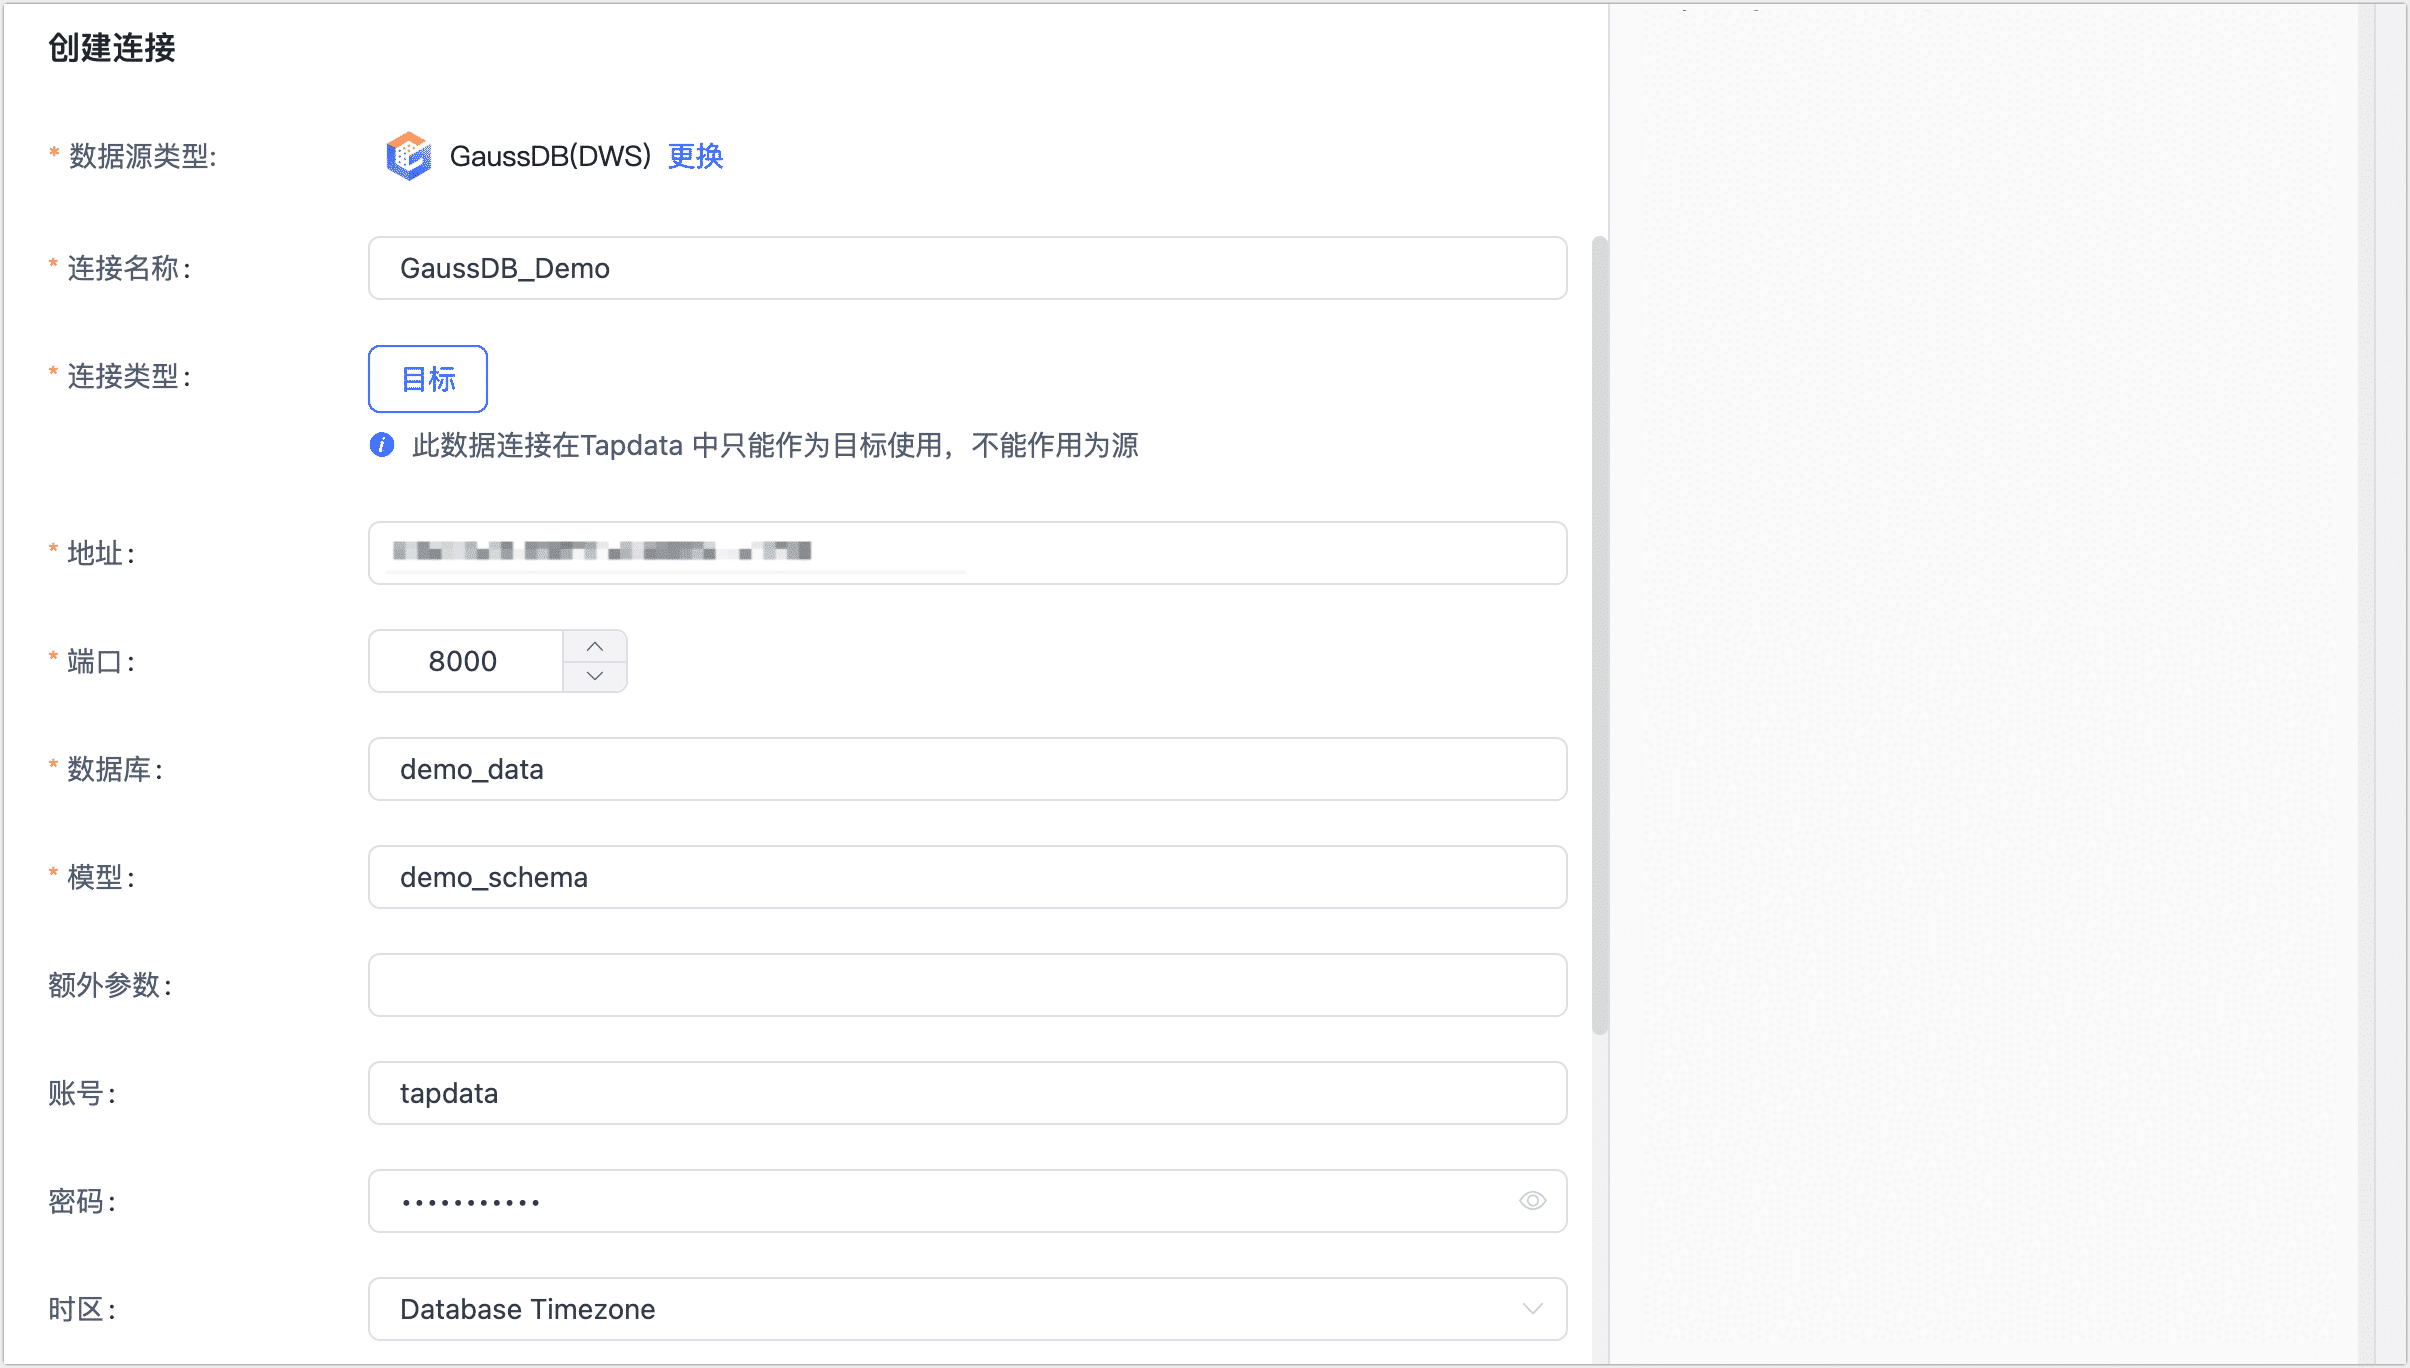 创建连接
* 数据源类型: GaussDB(DWS) 更换
* 连接名称: GaussDB_Demo
* 连接类型: 目标
此数据连接在Tapdata 中只能作为目标使用，不能作用为源
* 地址:
* 端口: 8000
* 数据库: demo_data
* 模型: demo_schema
额外参数:
账号: tapdata
密码: •••••••••••
时区: Database Timezone